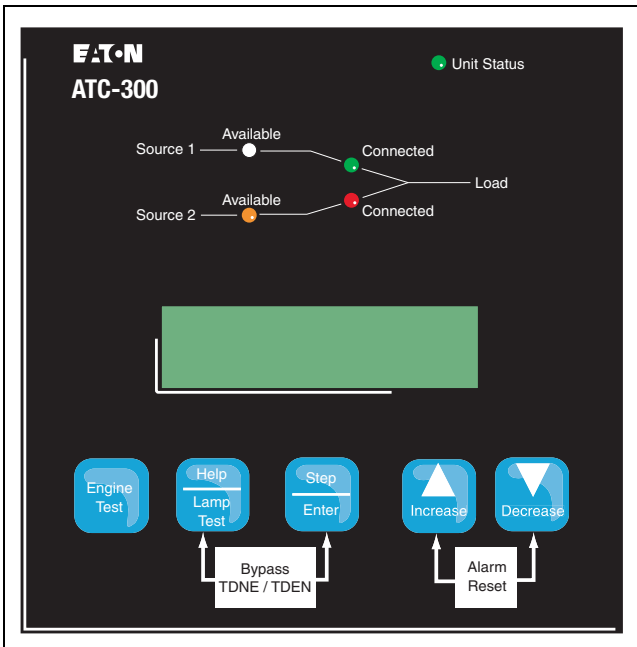 EATON
ATC-300
Unit Status
Available
Source 1
Connected
Load
Available
Source 2
Connected
Engine
Test
Help
Lamp
Test
Step
Enter
Increase
Decrease
Bypass
TDNE / TDEN
Alarm
Reset